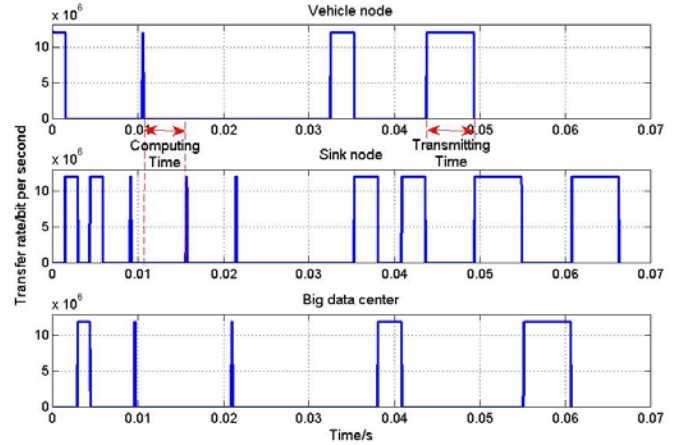 Vehicle node
× 10^6
10
5
0
0 0.01 0.02 0.03 0.04 0.05 0.06 0.07
Computing Time
Transmitting Time
Sink node
× 10^6
10
5
0
0 0.01 0.02 0.03 0.04 0.05 0.06 0.07
Transfer rate/bit per second
Big data center
× 10^6
10
5
0
0 0.01 0.02 0.03 0.04 0.05 0.06 0.07
Time/s